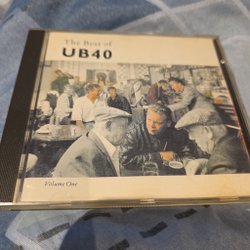 The Best of
UB40
Volume One